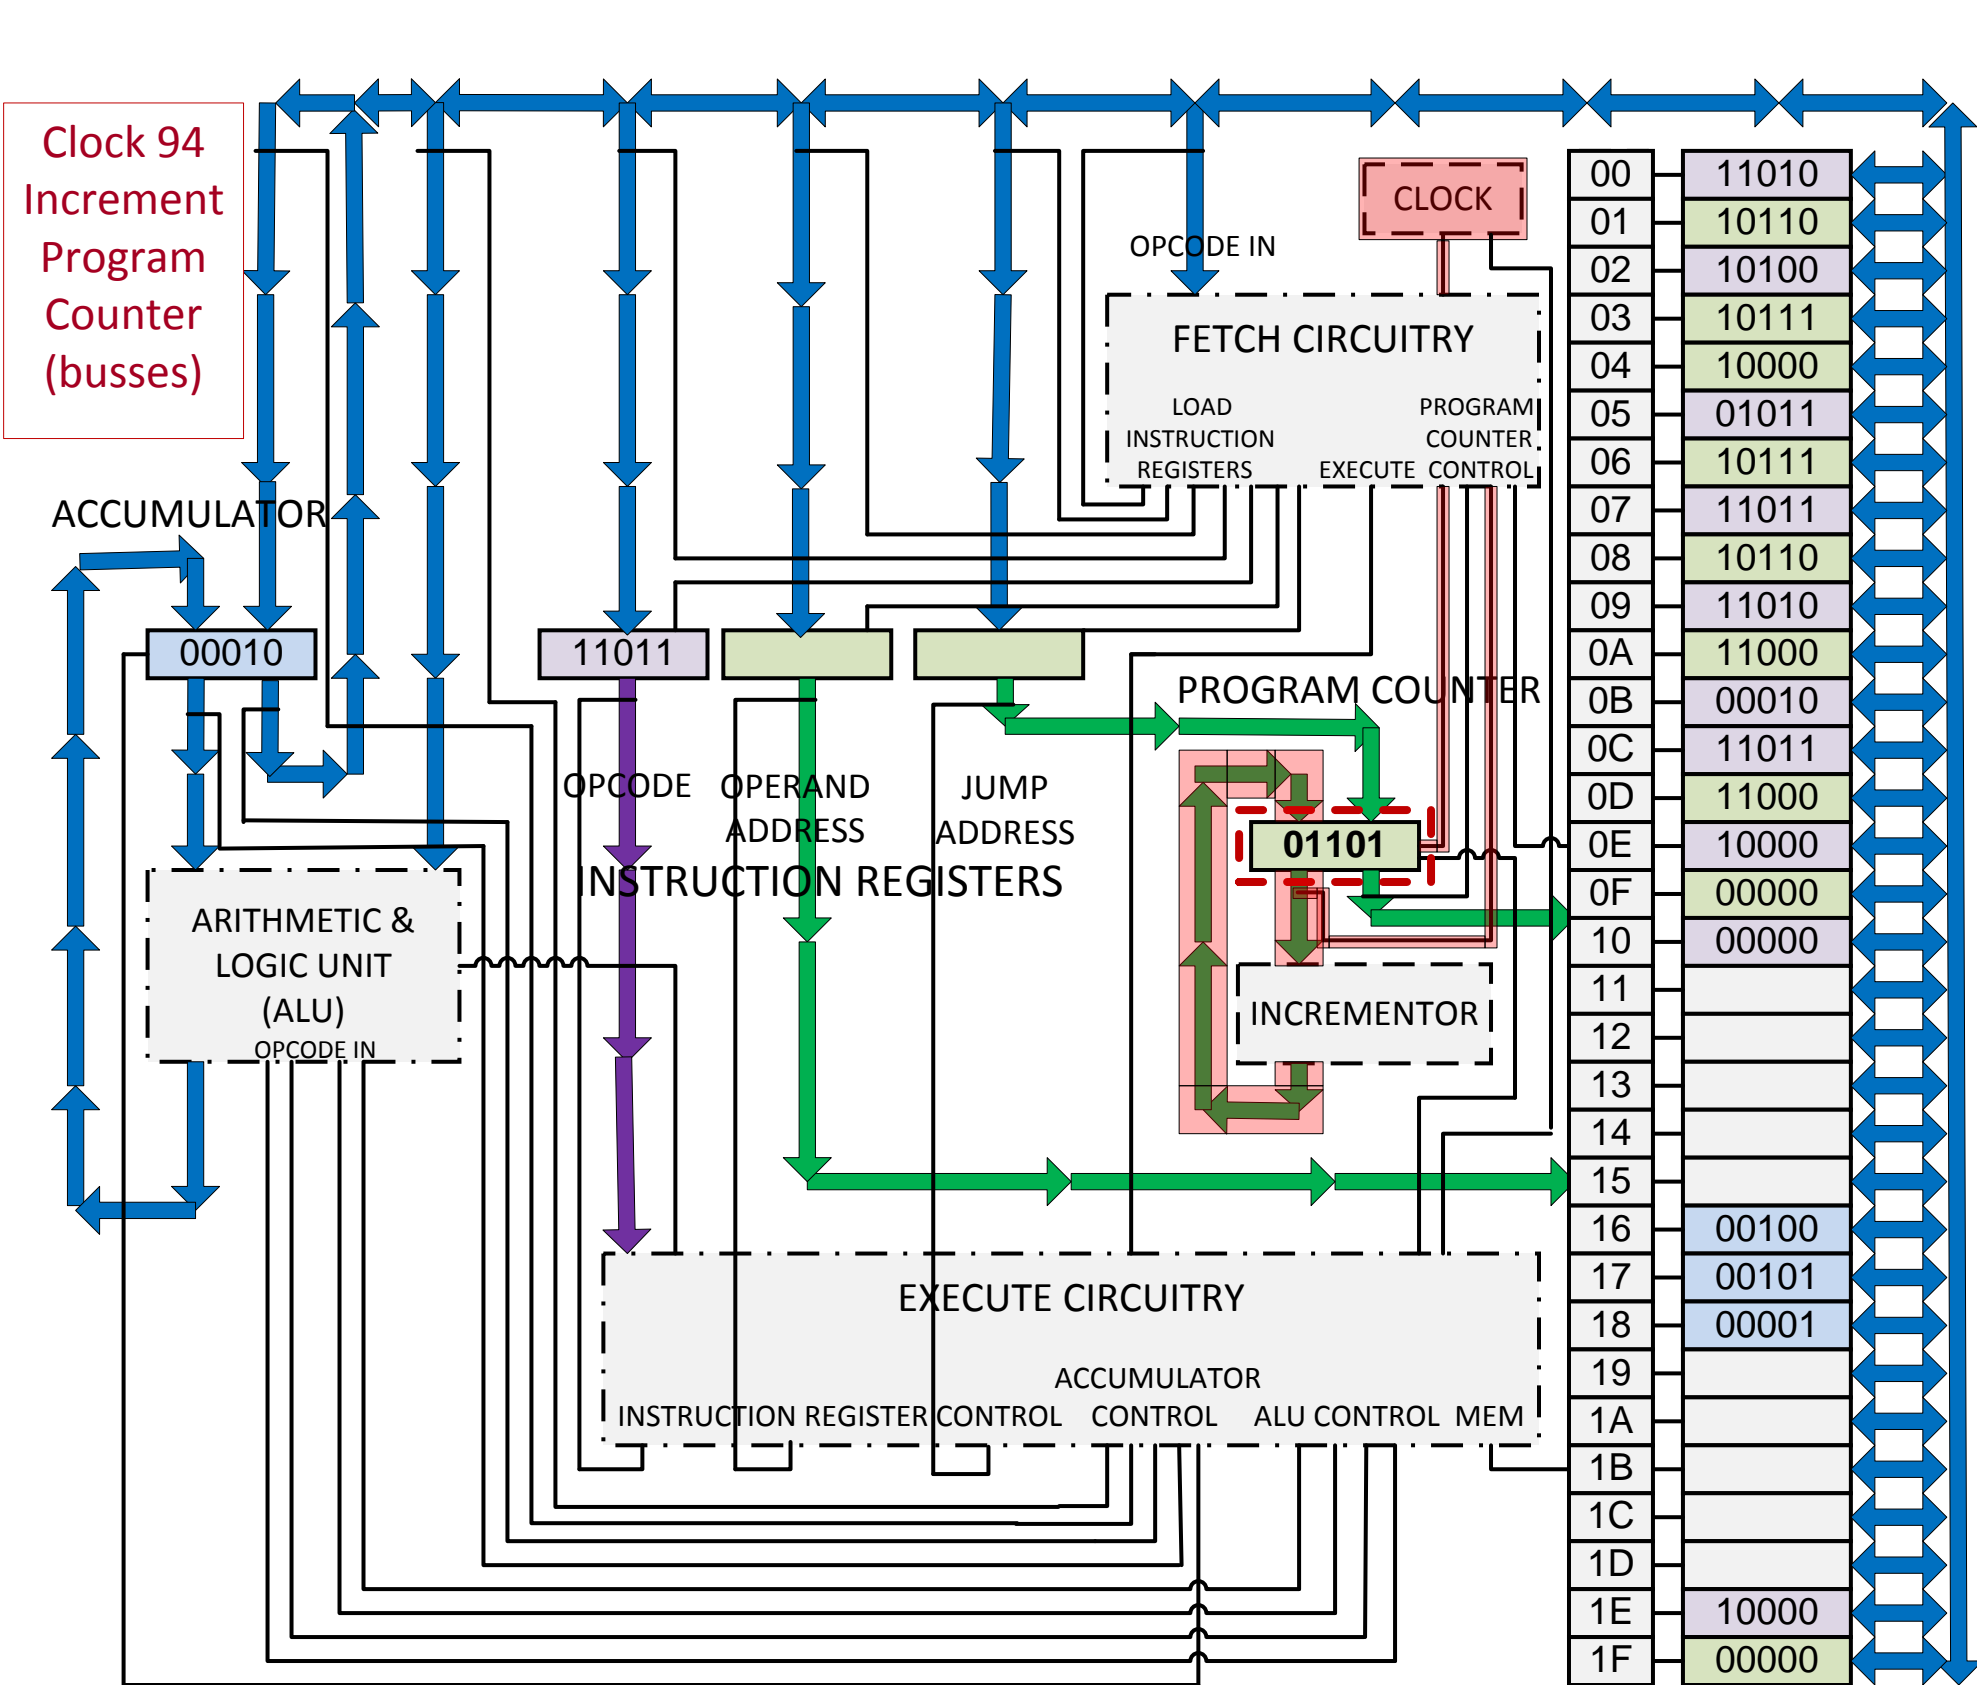 Clock 94
Increment
Program
Counter
(busses)
CLOCK
OPCODE IN
FETCH CIRCUITRY
LOAD
INSTRUCTION
REGISTERS
EXECUTE
PROGRAM
COUNTER
CONTROL
ACCUMULATOR
00010
11011
PROGRAM COUNTER
OPCODE
OPERAND
ADDRESS
JUMP
ADDRESS
INSTRUCTION REGISTERS
01101
ARITHMETIC &
LOGIC UNIT
(ALU)
OPCODE IN
INCREMENTOR
EXECUTE CIRCUITRY
INSTRUCTION REGISTER CONTROL
ACCUMULATOR
CONTROL
ALU CONTROL
MEM
00 11010
01 10110
02 10100
03 10111
04 10000
05 01011
06 10111
07 11011
08 10110
09 11010
0A 11000
0B 00010
0C 11011
0D 11000
0E 10000
0F 00000
10 00000
11
12
13
14
15
16 00100
17 00101
18 00001
19
1A
1B
1C
1D
1E 10000
1F 00000